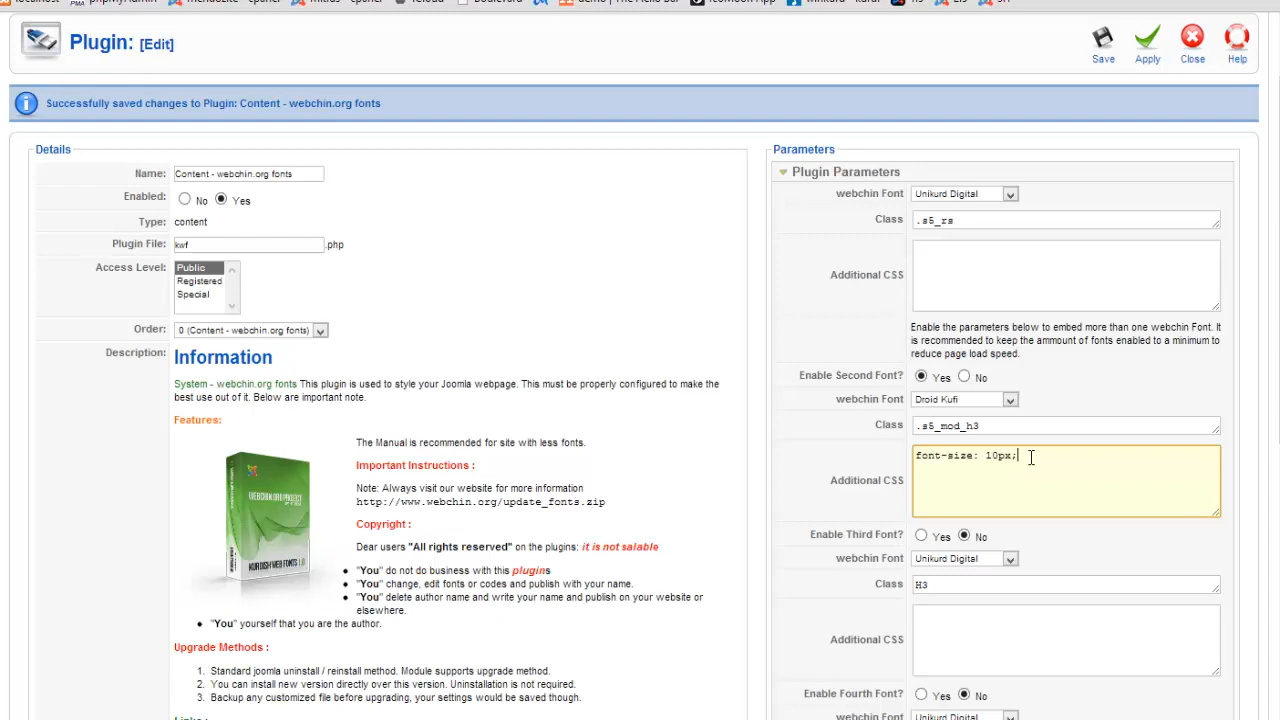 phpMyAdmin
Plugin: [Edit]
Save
Apply
Close
Help
Successfully saved changes to Plugin: Content - webchin.org fonts
Details
Name:
Content - webchin.org fonts
Enabled:
No
Yes
Type:
content
Plugin File:
kwf
.php
Access Level:
Public
Registered
Special
Order:
0 (Content - webchin.org fonts)
Description:
Information
System - webchin.org fonts This plugin is used to style your Joomla webpage. This must be properly configured to make the
best use out of it. Below are important note.
Features:
The Manual is recommended for site with less fonts.
Important Instructions :
Note: Always visit our website for more information
http://www.webchin.org/update_fonts.zip
Copyright :
Dear users "All rights reserved" on the plugins: it is not salable
"You" do not do business with this plugins
"You" change, edit fonts or codes and publish with your name.
"You" delete author name and write your name and publish on your website or
elsewhere.
"You" yourself that you are the author.
WEBCHIN.ORG PROJECT
KURDISH WEB FONTS 1.0
Upgrade Methods :
1. Standard joomla uninstall / reinstall method. Module supports upgrade method.
2. You can install new version directly over this version. Uninstallation is not required.
3. Backup any customized file before upgrading, your settings would be saved though.
Links :
Parameters
Plugin Parameters
webchin Font
Unikurd Digital
Class
.s5_rs
Additional CSS
Enable the parameters below to embed more than one webchin Font. It
is recommended to keep the ammount of fonts enabled to a minimum to
reduce page load speed.
Enable Second Font?
Yes
No
webchin Font
Droid Kufi
Class
.s5_mod_h3
Additional CSS
font-size: 10px;
Enable Third Font?
Yes
No
webchin Font
Unikurd Digital
Class
H3
Additional CSS
Enable Fourth Font?
Yes
No
webchin Font
Unikurd Digital